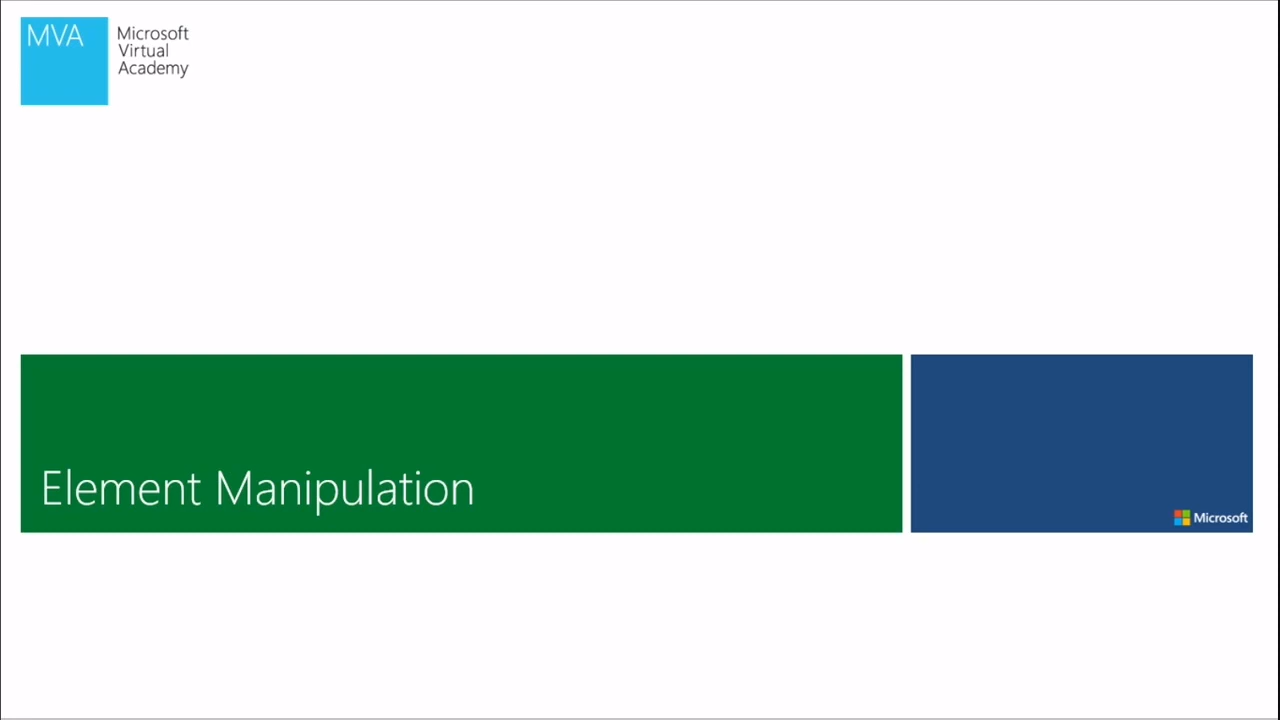 MVA
Microsoft
Virtual
Academy
Element Manipulation
Microsoft